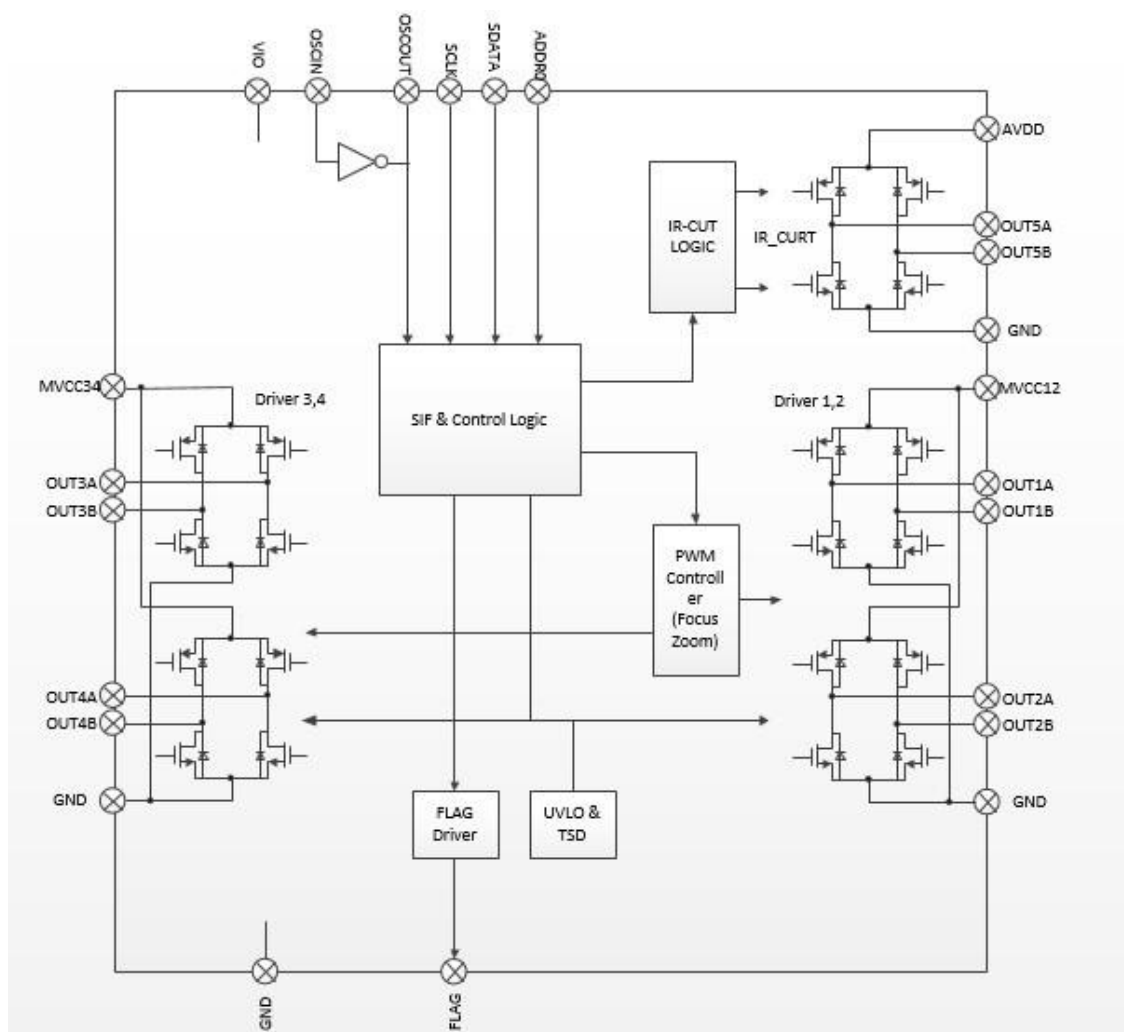 VIO
OSCIN
OSCOUT
SCLK
SDATA
ADDR0
AVDD
IR-CUT
LOGIC
IR_CURT
OUT5A
OUT5B
GND
MVCC34
Driver 3,4
SIF & Control Logic
Driver 1,2
MVCC12
OUT3A
OUT3B
OUT1A
OUT1B
PWM
Controll
er
(Focus
Zoom)
OUT4A
OUT4B
OUT2A
OUT2B
GND
FLAG
Driver
UVLO &
TSD
GND
GND
FLAG